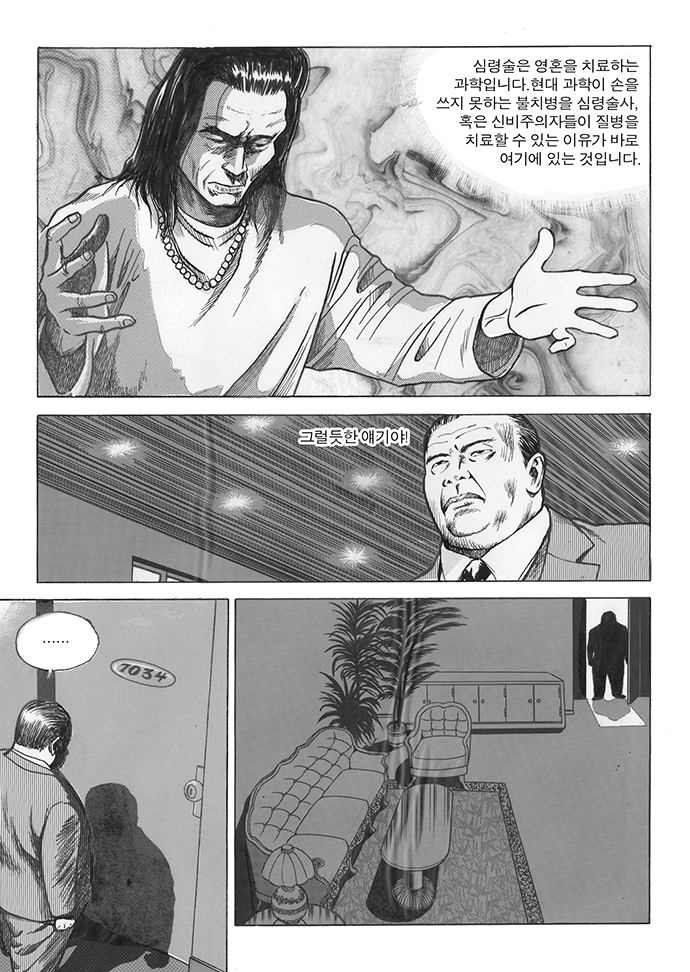 심령술은 영혼을 치료하는
과학입니다.현대 과학이 손을
쓰지 못하는 불치병을 심령술사,
혹은 신비주의자들이 질병을
치료할 수 있는 이유가 바로
여기에 있는 것입니다.
그럴듯한 얘기야!
......
7034